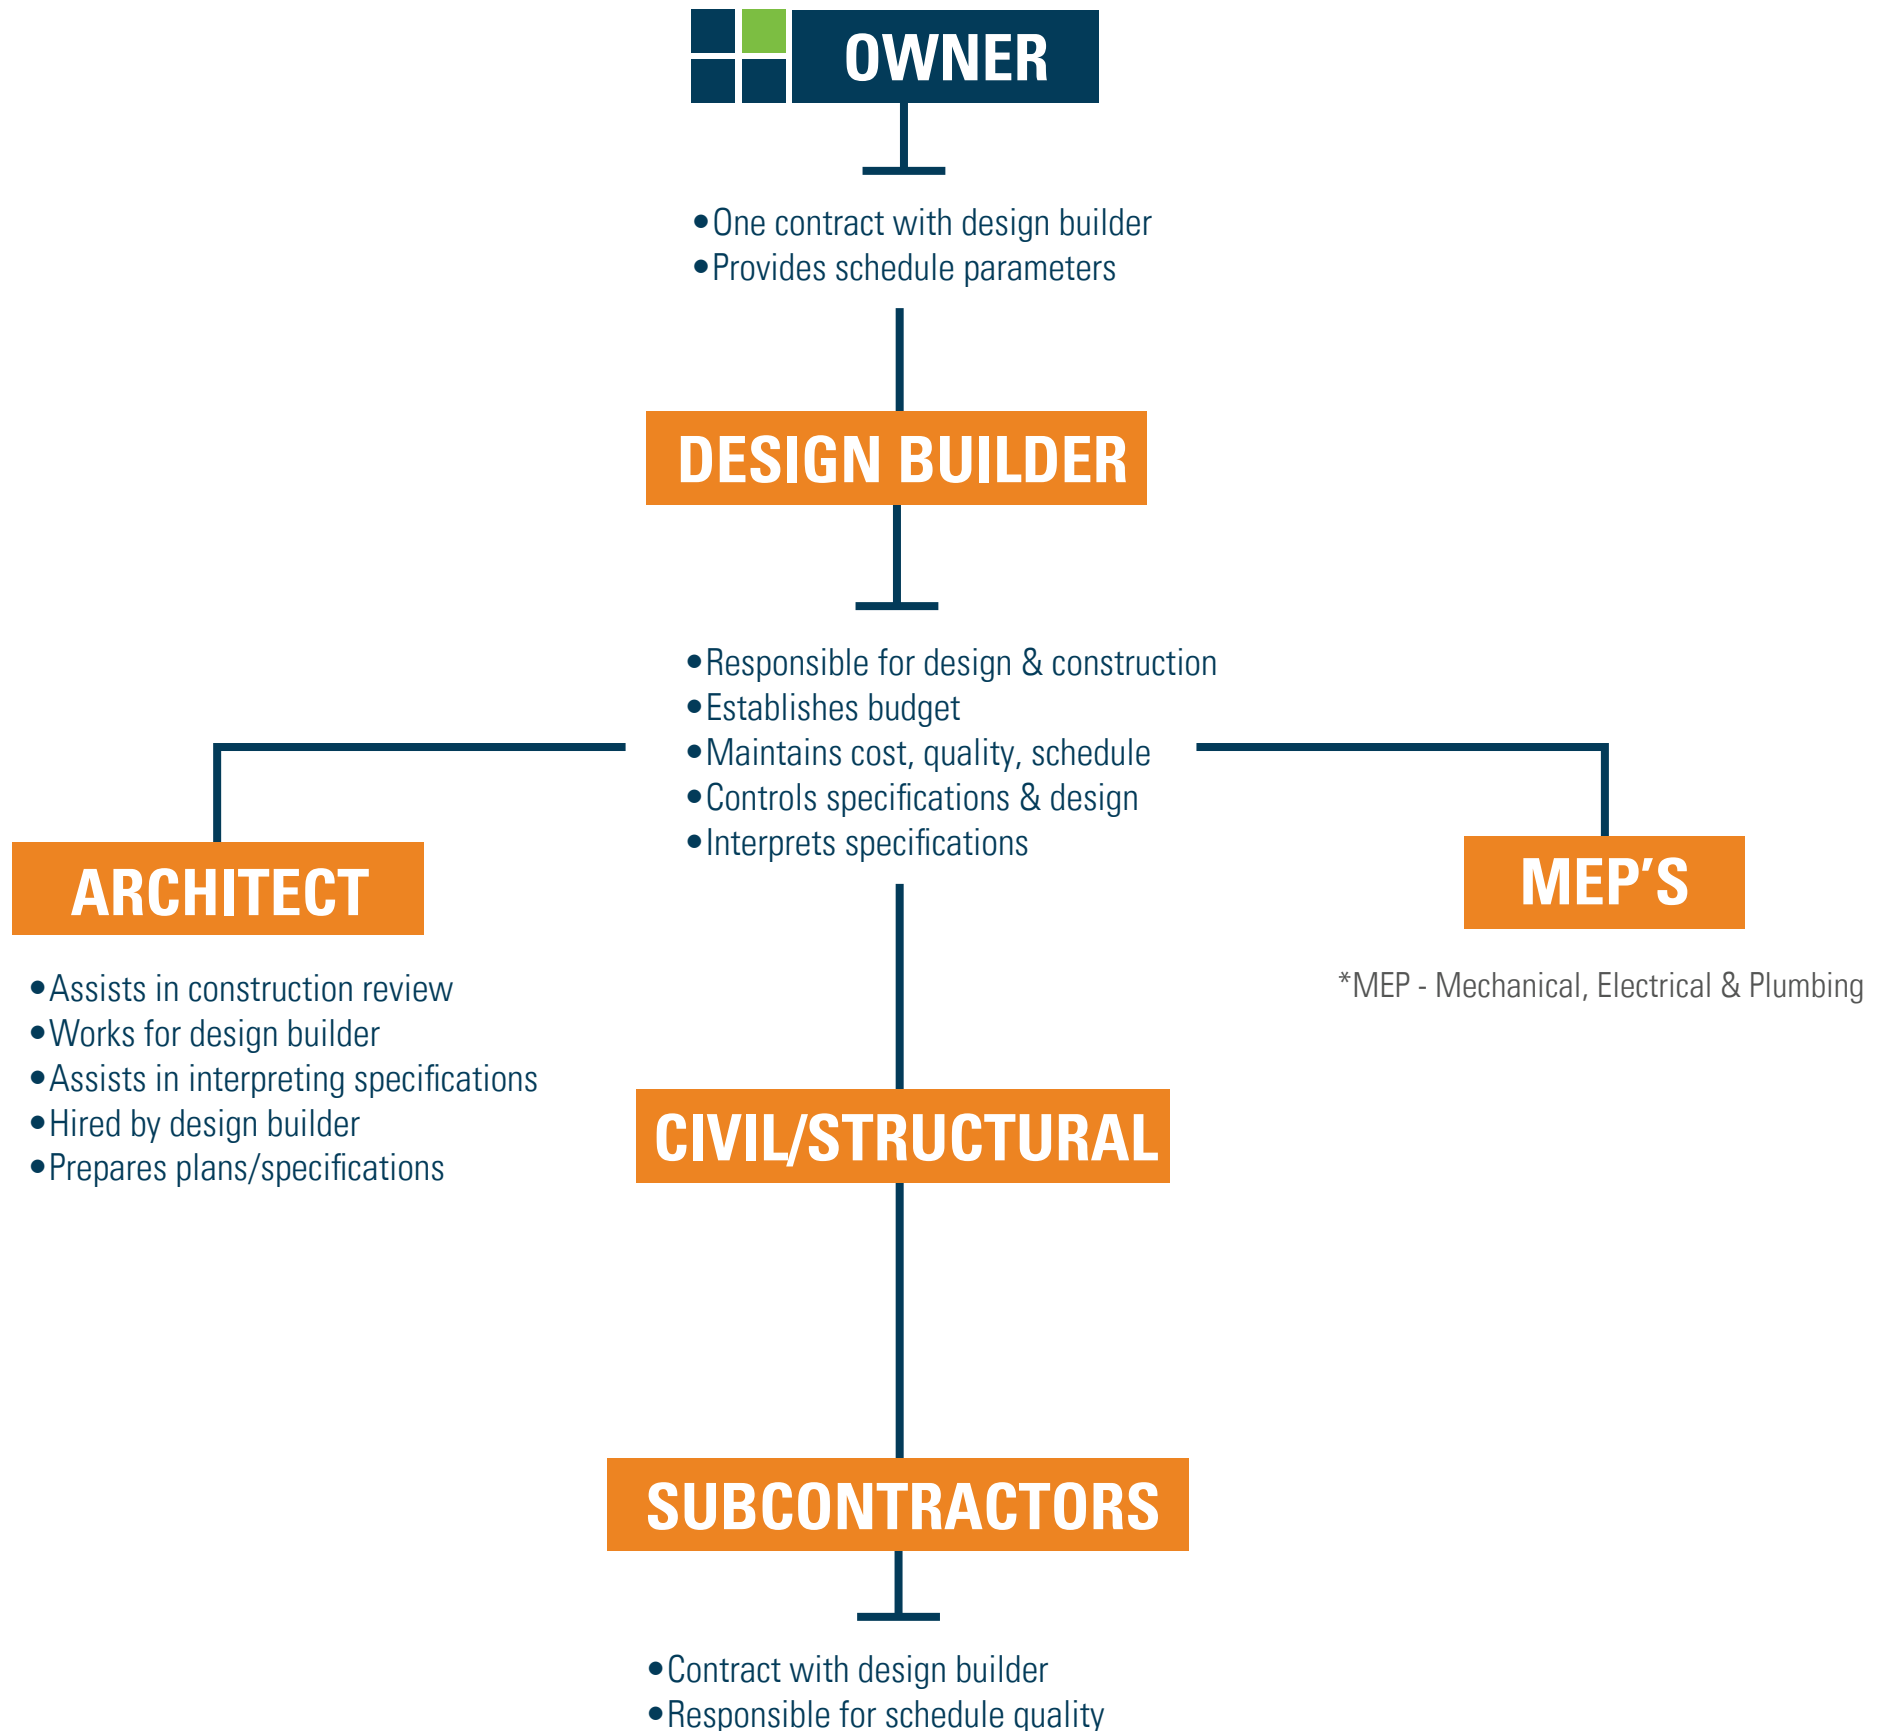 OWNER
•One contract with design builder
•Provides schedule parameters
DESIGN BUILDER
•Responsible for design & construction
•Establishes budget
•Maintains cost, quality, schedule
•Controls specifications & design
•Interprets specifications
ARCHITECT
•Assists in construction review
•Works for design builder
•Assists in interpreting specifications
•Hired by design builder
•Prepares plans/specifications
MEP’S
*MEP - Mechanical, Electrical & Plumbing
CIVIL/STRUCTURAL
SUBCONTRACTORS
•Contract with design builder
•Responsible for schedule quality